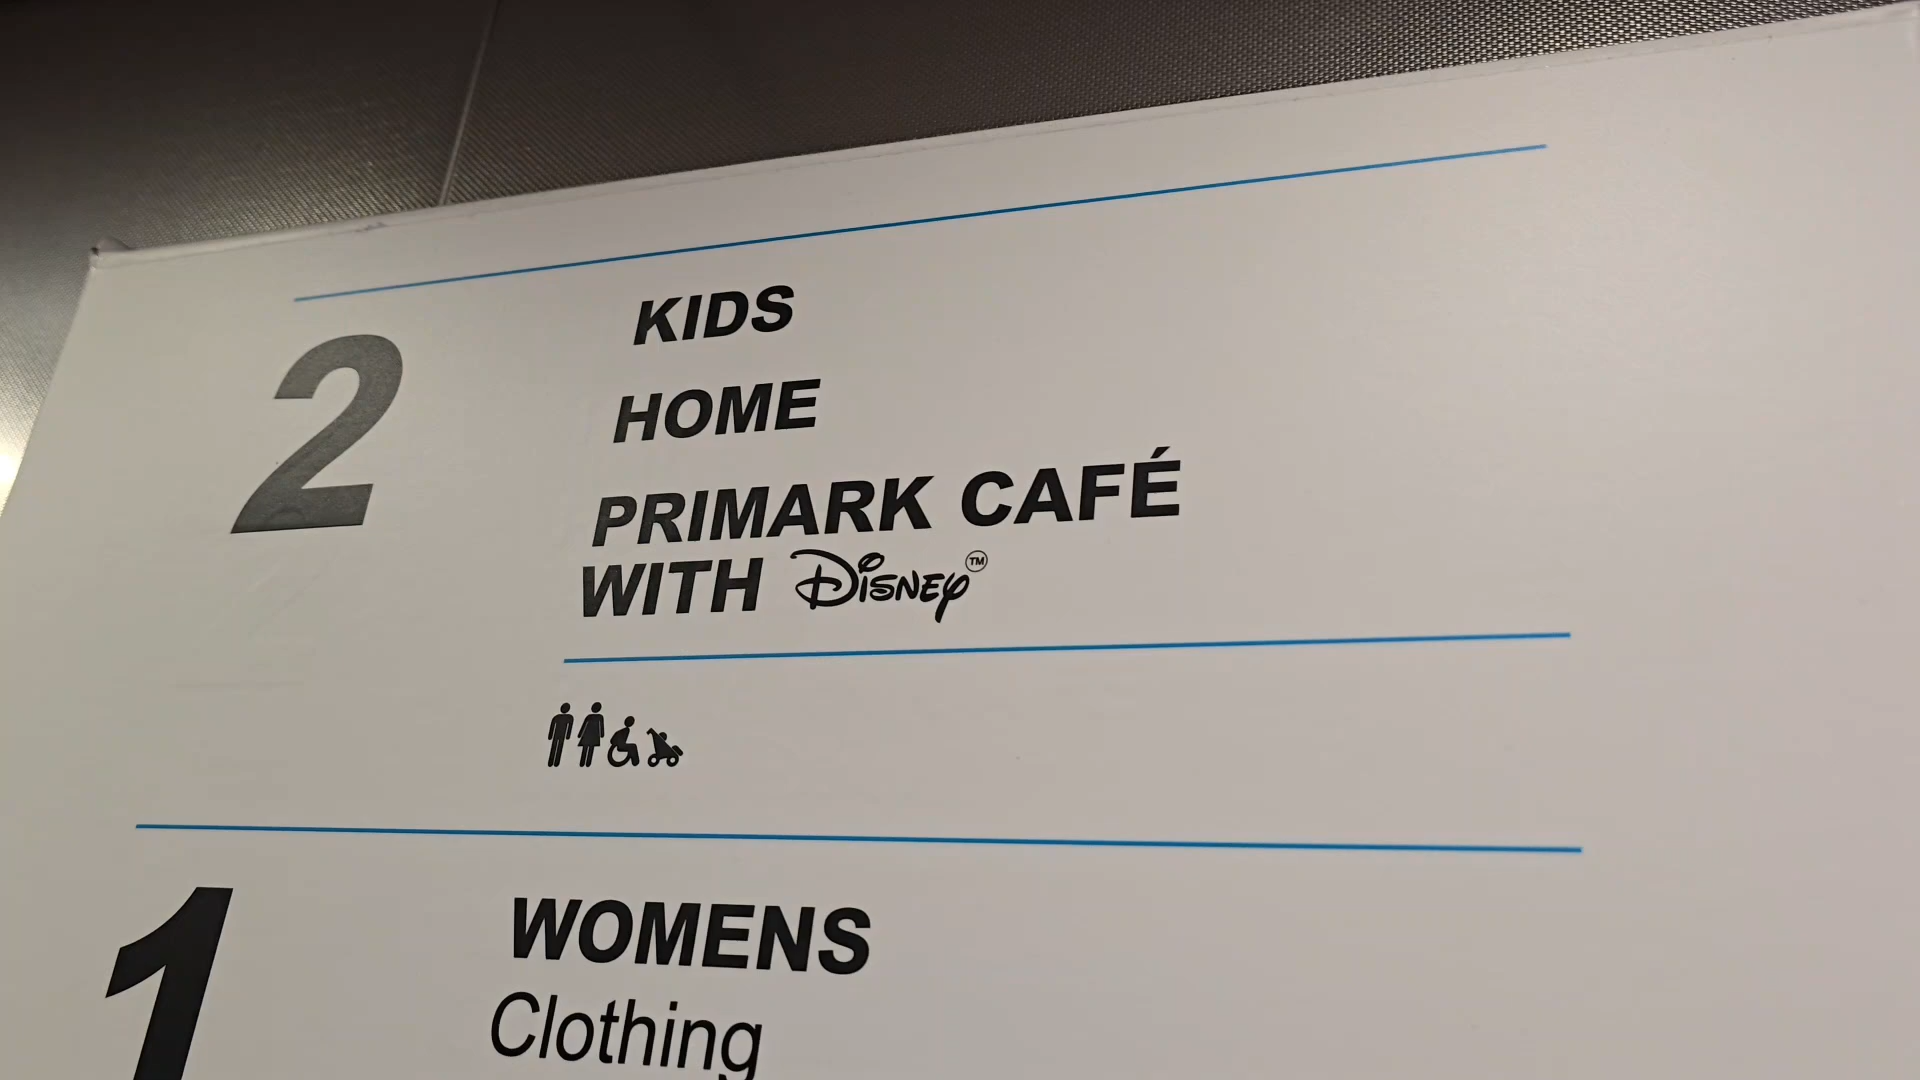 2
KIDS
HOME
PRIMARK CAFÉ
WITH Disney™
1
WOMENS
Clothing